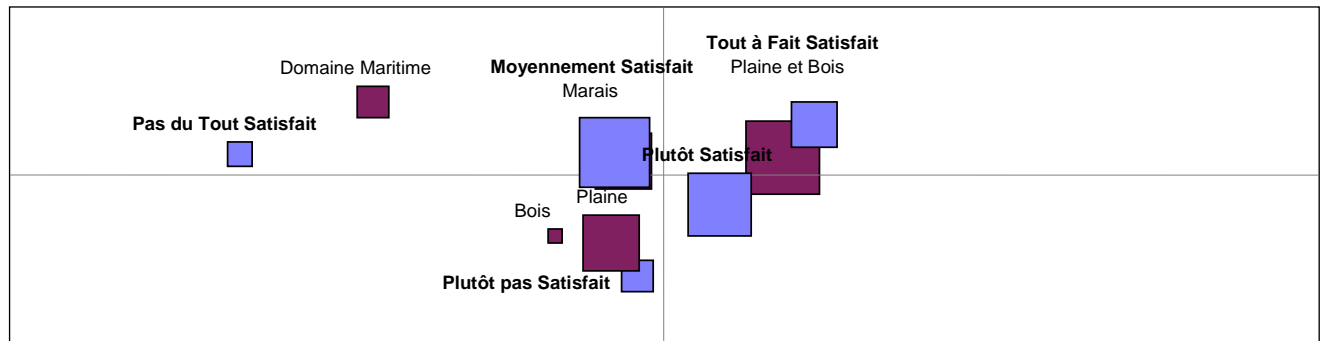 Tout à Fait Satisfait
Domaine Maritime
Moyennement Satisfait
Plaine et Bois
Marais
Pas du Tout Satisfait
Plutôt Satisfait
Plaine
Bois
Plutôt pas Satisfait